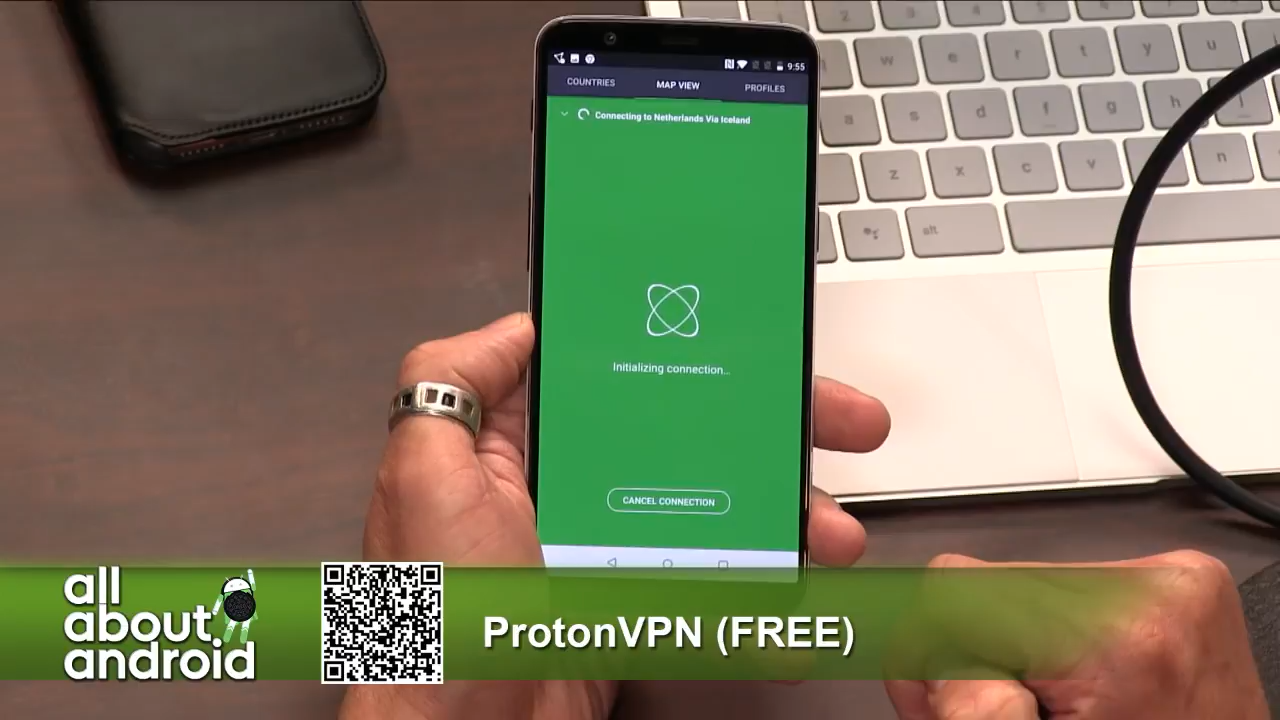 9:55
COUNTRIES MAP VIEW PROFILES
Connecting to Netherlands Via Iceland
Initializing connection...
CANCEL CONNECTION
w e r t y u
a s d f g h j
z x c v b n
alt
all
about
android
ProtonVPN (FREE)